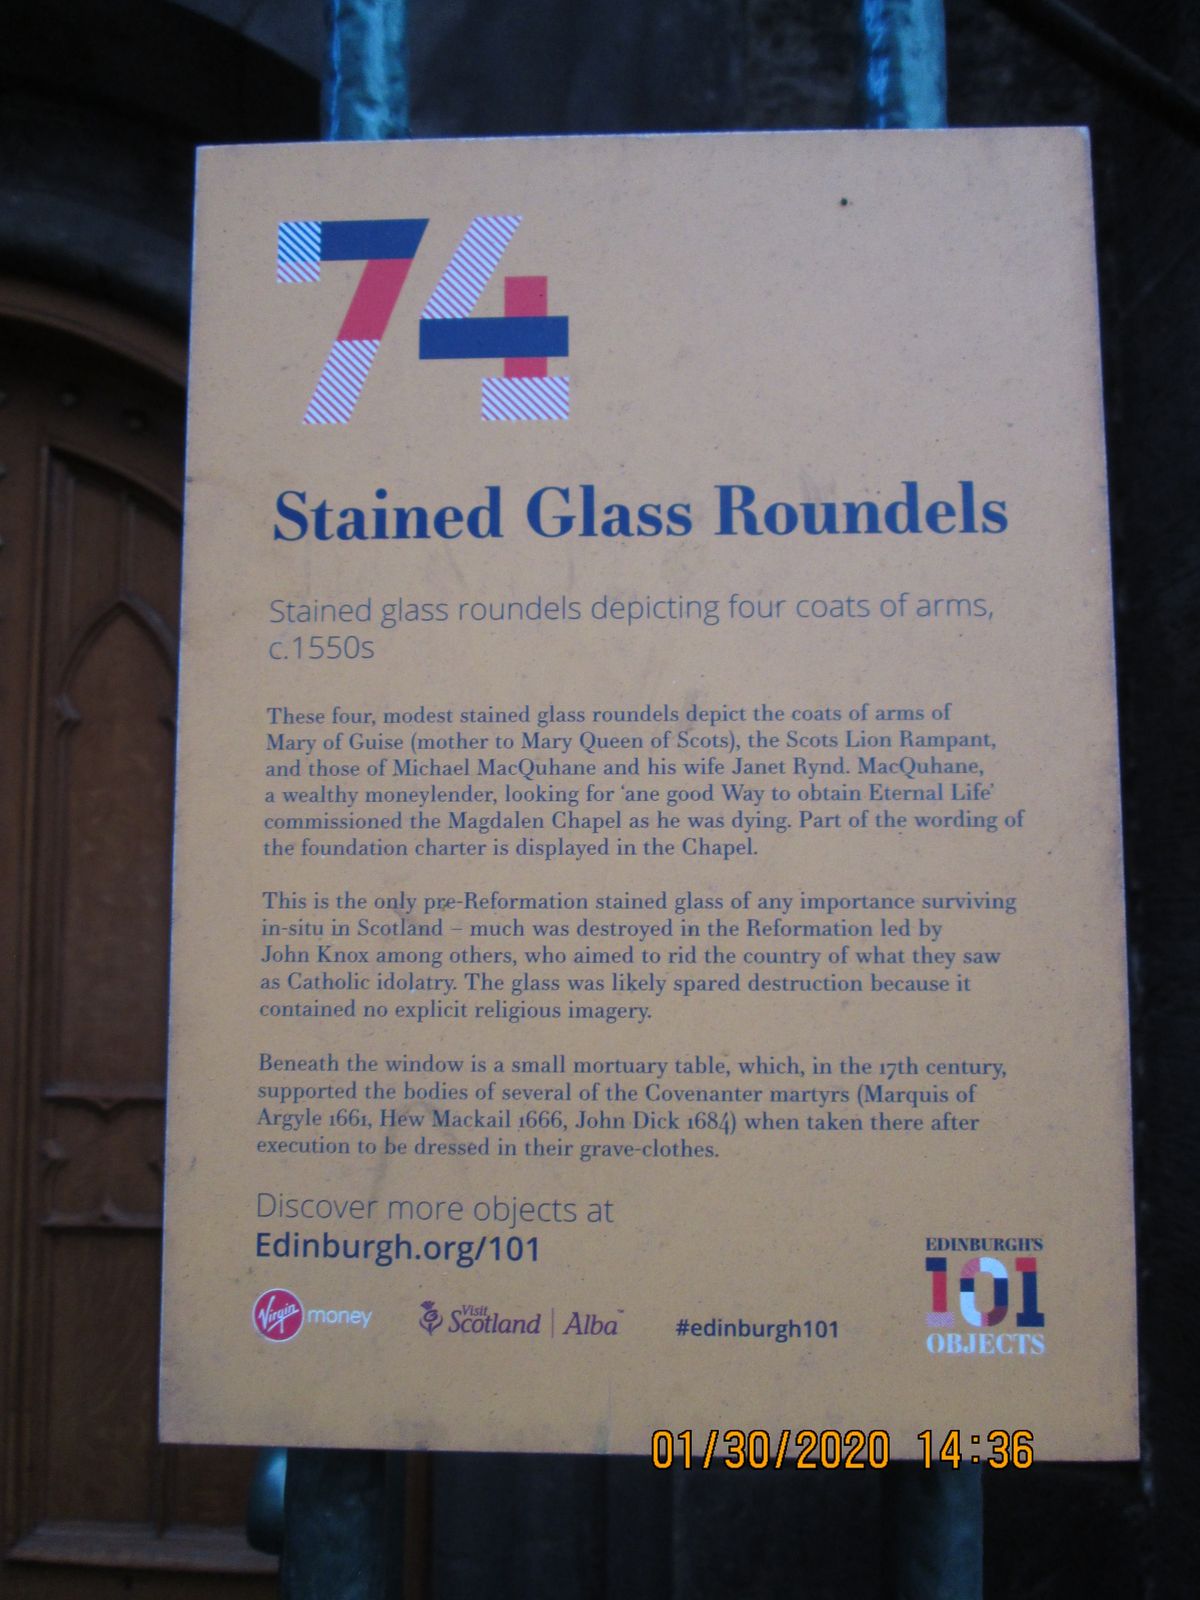 74
Stained Glass Roundels
Stained glass roundels depicting four coats of arms,
c.1550s
These four, modest stained glass roundels depict the coats of arms of
Mary of Guise (mother to Mary Queen of Scots), the Scots Lion Rampant,
and those of Michael MacQuhane and his wife Janet Rynd. MacQuhane,
a wealthy moneylender, looking for 'ane good Way to obtain Eternal Life'
commissioned the Magdalen Chapel as he was dying. Part of the wording of
the foundation charter is displayed in the Chapel.
This is the only pre-Reformation stained glass of any importance surviving
in-situ in Scotland – much was destroyed in the Reformation led by
John Knox among others, who aimed to rid the country of what they saw
as Catholic idolatry. The glass was likely spared destruction because it
contained no explicit religious imagery.
Beneath the window is a small mortuary table, which, in the 17th century,
supported the bodies of several of the Covenanter martyrs (Marquis of
Argyle 1661, Hew Mackail 1666, John Dick 1684) when taken there after
execution to be dressed in their grave-clothes.
Discover more objects at
Edinburgh.org/101
Virgin money
Visit Scotland | Alba™
#edinburgh101
EDINBURGH'S
101
OBJECTS
01/30/2020 14:36